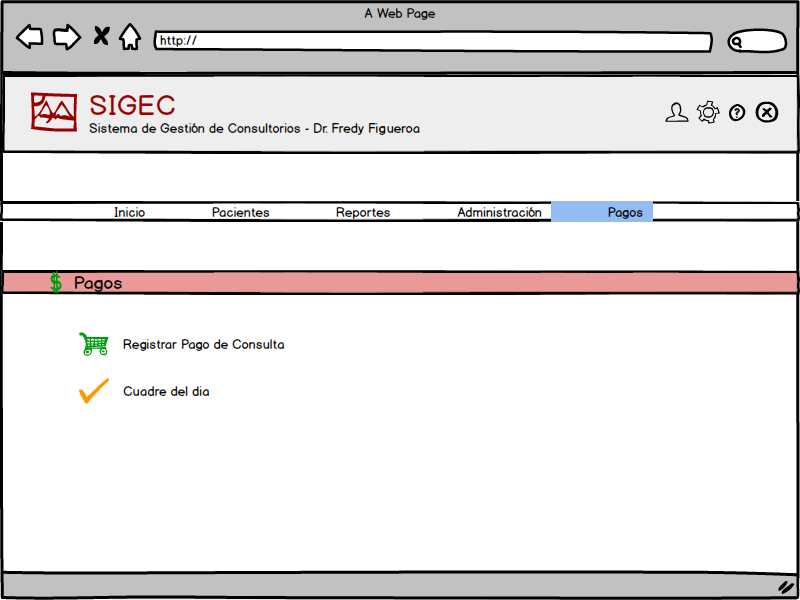 A Web Page
http://
SIGEC
Sistema de Gestión de Consultorios - Dr. Fredy Figueroa
?
Inicio Pacientes Reportes Administración Pagos
$ Pagos
Registrar Pago de Consulta
Cuadre del dia